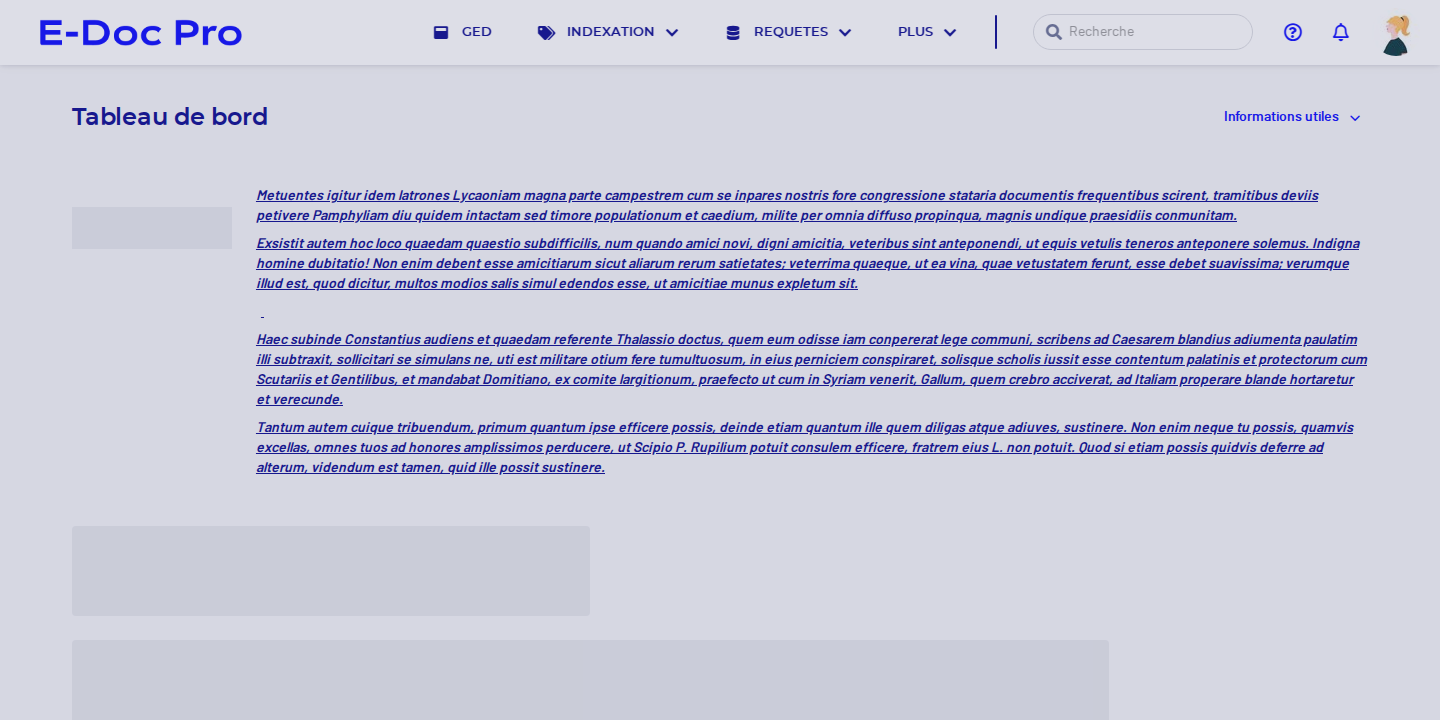 E-Doc Pro
GED
INDEXATION
REQUETES
PLUS
Recherche
Tableau de bord
Informations utiles
Metuentes igitur idem latrones Lycaoniam magna parte campestrem cum se inpares nostris fore congressione stataria documentis frequentibus scirent, tramitibus deviis
petivere Pamphyliam diu quidem intactam sed timore populationum et caedium, milite per omnia diffuso propinqua, magnis undique praesidiis conmunitam.
Exsistit autem hoc loco quaedam quaestio subdifficilis, num quando amici novi, digni amicitia, veteribus sint anteponendi, ut equis vetulis teneros anteponere solemus. Indigna
homine dubitatio! Non enim debent esse amicitiarum sicut aliarum rerum satietates; veterrima quaeque, ut ea vina, quae vetustatem ferunt, esse debet suavissima; verumque
illud est, quod dicitur, multos modios salis simul edendos esse, ut amicitiae munus expletum sit.
Haec subinde Constantius audiens et quaedam referente Thalassio doctus, quem eum odisse iam conpererat lege communi, scribens ad Caesarem blandius adiumenta paulatim
illi subtraxit, sollicitari se simulans ne, uti est militare otium fere tumultuosum, in eius perniciem conspiraret, solisque scholis iussit esse contentum palatinis et protectorum cum
Scutariis et Gentilibus, et mandabat Domitiano, ex comite largitionum, praefecto ut cum in Syriam venerit, Gallum, quem crebro acciverat, ad Italiam properare blande hortaretur
et verecunde.
Tantum autem cuique tribuendum, primum quantum ipse efficere possis, deinde etiam quantum ille quem diligas atque adiuves, sustinere. Non enim neque tu possis, quamvis
excellas, omnes tuos ad honores amplissimos perducere, ut Scipio P. Rupilium potuit consulem efficere, fratrem eius L. non potuit. Quod si etiam possis quidvis deferre ad
alterum, videndum est tamen, quid ille possit sustinere.